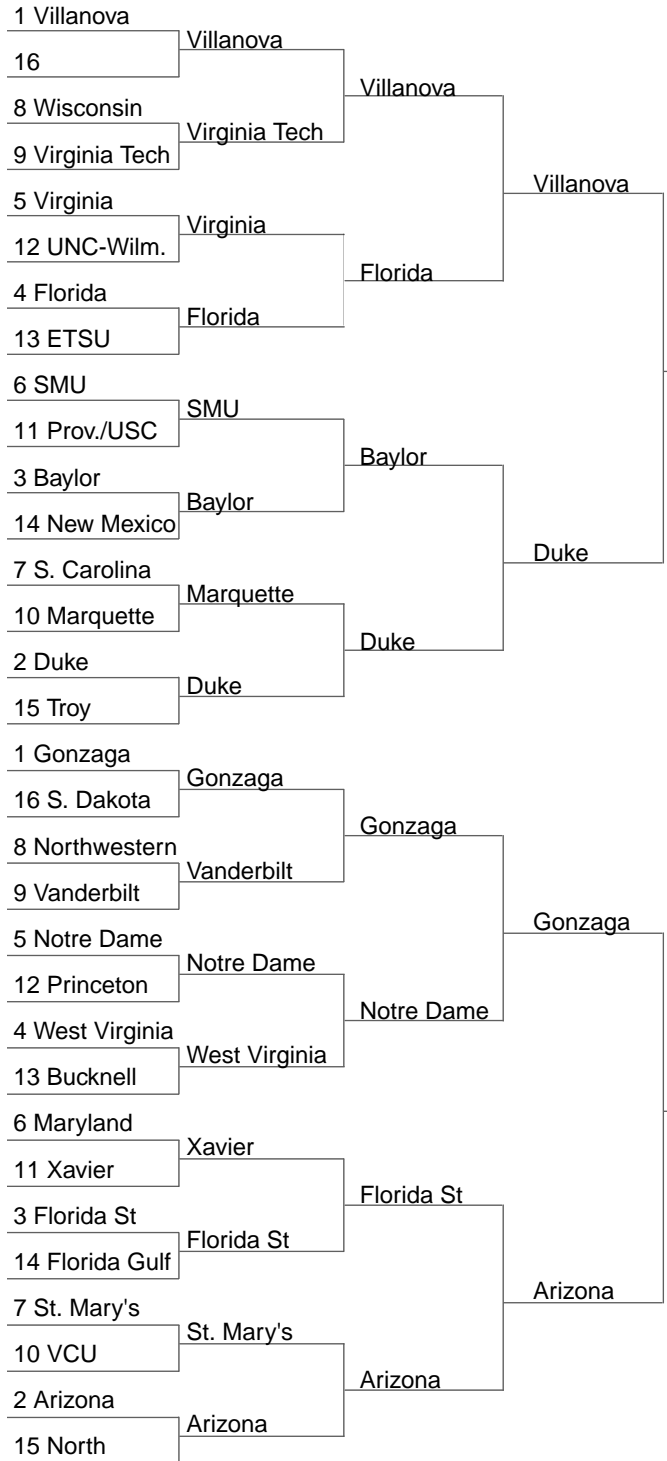 1 Villanova
16
8 Wisconsin
9 Virginia Tech
5 Virginia
12 UNC-Wilm.
4 Florida
13 ETSU
6 SMU
11 Prov./USC
3 Baylor
14 New Mexico
7 S. Carolina
10 Marquette
2 Duke
15 Troy
1 Gonzaga
16 S. Dakota
8 Northwestern
9 Vanderbilt
5 Notre Dame
12 Princeton
4 West Virginia
13 Bucknell
6 Maryland
11 Xavier
3 Florida St
14 Florida Gulf
7 St. Mary's
10 VCU
2 Arizona
15 North
Villanova
Virginia Tech
Virginia
Florida
SMU
Baylor
Marquette
Duke
Gonzaga
Vanderbilt
Notre Dame
West Virginia
Xavier
Florida St
St. Mary's
Arizona
Villanova
Florida
Baylor
Duke
Gonzaga
Notre Dame
Florida St
Arizona
Villanova
Duke
Gonzaga
Arizona